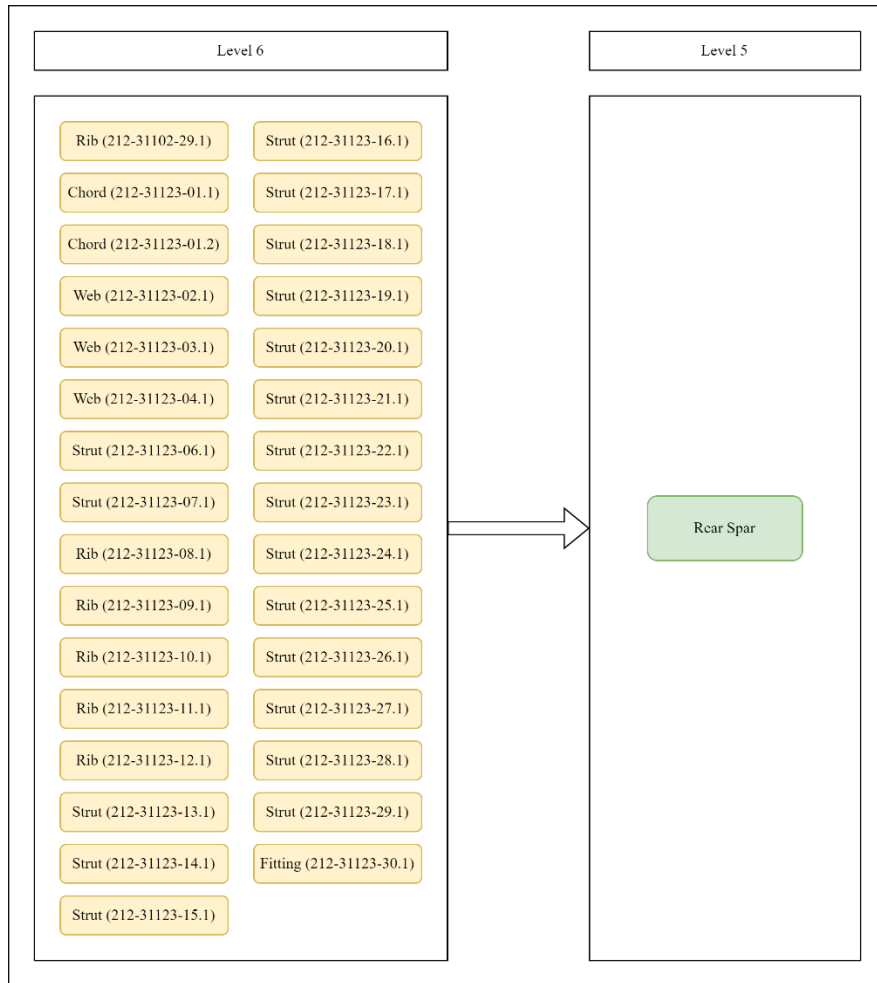 Level 6
Level 5
Rib (212-31102-29.1)
Chord (212-31123-01.1)
Chord (212-31123-01.2)
Web (212-31123-02.1)
Web (212-31123-03.1)
Web (212-31123-04.1)
Strut (212-31123-06.1)
Strut (212-31123-07.1)
Rib (212-31123-08.1)
Rib (212-31123-09.1)
Rib (212-31123-10.1)
Rib (212-31123-11.1)
Rib (212-31123-12.1)
Strut (212-31123-13.1)
Strut (212-31123-14.1)
Strut (212-31123-15.1)
Strut (212-31123-16.1)
Strut (212-31123-17.1)
Strut (212-31123-18.1)
Strut (212-31123-19.1)
Strut (212-31123-20.1)
Strut (212-31123-21.1)
Strut (212-31123-22.1)
Strut (212-31123-23.1)
Strut (212-31123-24.1)
Strut (212-31123-25.1)
Strut (212-31123-26.1)
Strut (212-31123-27.1)
Strut (212-31123-28.1)
Strut (212-31123-29.1)
Fitting (212-31123-30.1)
Rear Spar